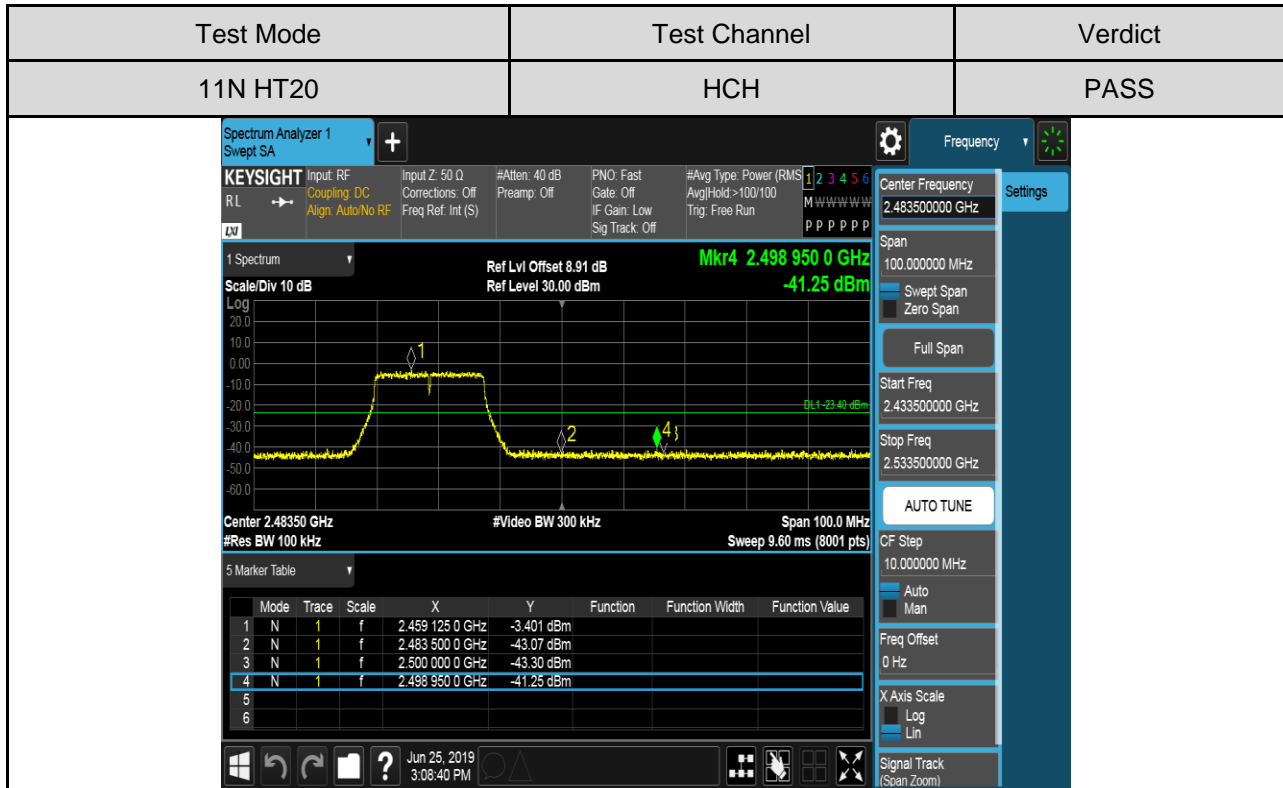 Test Mode Test Channel Verdict
11N HT20 HCH PASS
Spectrum Analyzer 1
Swept SA
+
Frequency
KEYSIGHT
RL
LXI
Input: RF
Coupling: DC
Align: Auto/No RF
Input Z: 50 Ω
Corrections: Off
Freq Ref: Int (S)
#Atten: 40 dB
Preamp: Off
PNO: Fast
Gate: Off
IF Gain: Low
Sig Track: Off
#Avg Type: Power (RMS
Avg|Hold:>100/100
Trig: Free Run
1 2 3 4 5 6
M W W W W W
P P P P P P
Center Frequency
2.483500000 GHz
Settings
1 Spectrum
Scale/Div 10 dB
Ref Lvl Offset 8.91 dB
Ref Level 30.00 dBm
Mkr4 2.498 950 0 GHz
-41.25 dBm
Log
20.0
10.0
0.00
-10.0
-20.0
-30.0
-40.0
-50.0
-60.0
1
2
4
DL1 -23.40 dBm
Center 2.48350 GHz
#Res BW 100 kHz
#Video BW 300 kHz
Span 100.0 MHz
Sweep 9.60 ms (8001 pts)
Span
100.000000 MHz
Swept Span
Zero Span
Full Span
Start Freq
2.433500000 GHz
Stop Freq
2.533500000 GHz
AUTO TUNE
CF Step
10.000000 MHz
Auto
Man
Freq Offset
0 Hz
X Axis Scale
Log
Lin
Signal Track
(Span Zoom)
5 Marker Table
Mode Trace Scale X Y Function Function Width Function Value
1 N 1 f 2.459 125 0 GHz -3.401 dBm
2 N 1 f 2.483 500 0 GHz -43.07 dBm
3 N 1 f 2.500 000 0 GHz -43.30 dBm
4 N 1 f 2.498 950 0 GHz -41.25 dBm
5
6
?
Jun 25, 2019
3:08:40 PM